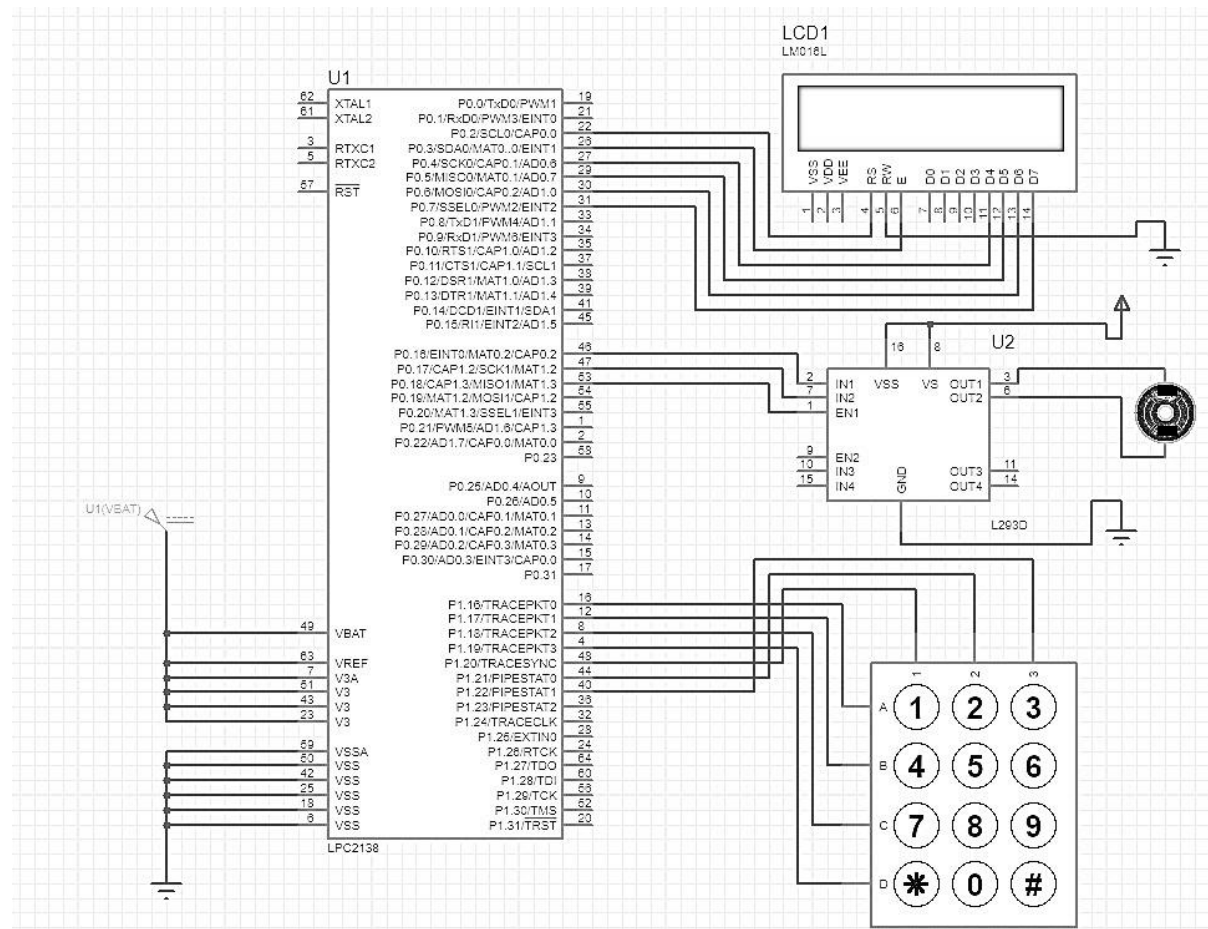 LCD1
LM016L
VSS
VDD
VEE
RS
RW
E
D0
D1
D2
D3
D4
D5
D6
D7
1
2
3
4
5
6
7
8
9
10
11
12
13
14
U1
62 XTAL1
61 XTAL2
3 RTXC1
5 RTXC2
57 RST
49 VBAT
63 VREF
7 V3A
51 V3
43 V3
23 V3
59 VSSA
50 VSS
42 VSS
25 VSS
18 VSS
6 VSS
P0.0/TxD0/PWM1 19
P0.1/RxD0/PWM3/EINT0 21
P0.2/SCL0/CAP0.0 22
P0.3/SDA0/MAT0..0/EINT1 26
P0.4/SCK0/CAP0.1/AD0.6 27
P0.5/MISO0/MAT0.1/AD0.7 29
P0.6/MOSI0/CAP0.2/AD1.0 30
P0.7/SSEL0/PWM2/EINT2 31
P0.8/TxD1/PWM4/AD1.1 33
P0.9/RxD1/PWM6/EINT3 34
P0.10/RTS1/CAP1.0/AD1.2 35
P0.11/CTS1/CAP1.1/SCL1 37
P0.12/DSR1/MAT1.0/AD1.3 38
P0.13/DTR1/MAT1.1/AD1.4 39
P0.14/DCD1/EINT1/SDA1 41
P0.15/RI1/EINT2/AD1.5 45
P0.16/EINT0/MAT0.2/CAP0.2 46
P0.17/CAP1.2/SCK1/MAT1.2 47
P0.18/CAP1.3/MISO1/MAT1.3 53
P0.19/MAT1.2/MOSI1/CAP1.2 54
P0.20/MAT1.3/SSEL1/EINT3 55
P0.21/PWM5/AD1.6/CAP1.3 1
P0.22/AD1.7/CAP0.0/MAT0.0 2
P0.23 58
P0.25/AD0.4/AOUT 9
P0.26/AD0.5 10
P0.27/AD0.0/CAP0.1/MAT0.1 11
P0.28/AD0.1/CAP0.2/MAT0.2 13
P0.29/AD0.2/CAP0.3/MAT0.3 14
P0.30/AD0.3/EINT3/CAP0.0 15
P0.31 17
P1.16/TRACEPKT0 16
P1.17/TRACEPKT1 12
P1.18/TRACEPKT2 8
P1.19/TRACEPKT3 4
P1.20/TRACESYNC 48
P1.21/PIPESTAT0 44
P1.22/PIPESTAT1 40
P1.23/PIPESTAT2 36
P1.24/TRACECLK 32
P1.25/EXTIN0 28
P1.26/RTCK 24
P1.27/TDO 64
P1.28/TDI 60
P1.29/TCK 56
P1.30/TMS 52
P1.31/TRST 20
LPC2138
U1(VBAT)
U2
16 8
VSS VS
2 IN1
7 IN2
1 EN1
9 EN2
10 IN3
15 IN4
OUT1 3
OUT2 6
OUT3 11
OUT4 14
GND
L293D
1 2 3
A 1 2 3
B 4 5 6
C 7 8 9
D * 0 #